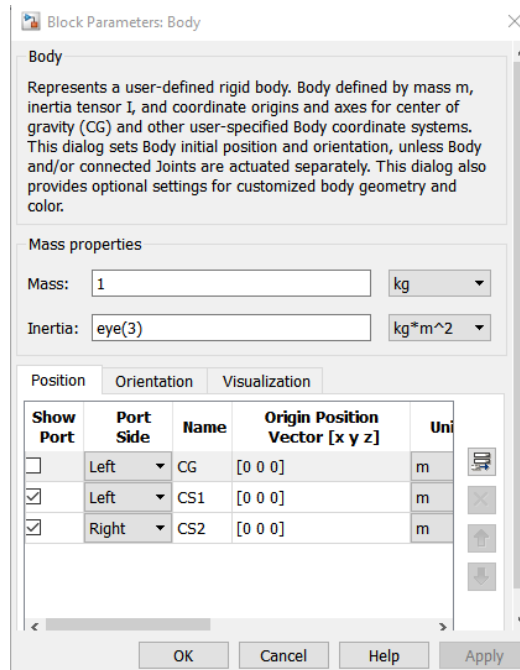 Block Parameters: Body
Body
Represents a user-defined rigid body. Body defined by mass m,
inertia tensor I, and coordinate origins and axes for center of
gravity (CG) and other user-specified Body coordinate systems.
This dialog sets Body initial position and orientation, unless Body
and/or connected Joints are actuated separately. This dialog also
provides optional settings for customized body geometry and
color.
Mass properties
Mass: 1 kg
Inertia: eye(3) kg*m^2
Position Orientation Visualization
Show Port Name Origin Position Uni
Port Side Vector [x y z]
Left CG [0 0 0] m
Left CS1 [0 0 0] m
Right CS2 [0 0 0] m
OK Cancel Help Apply